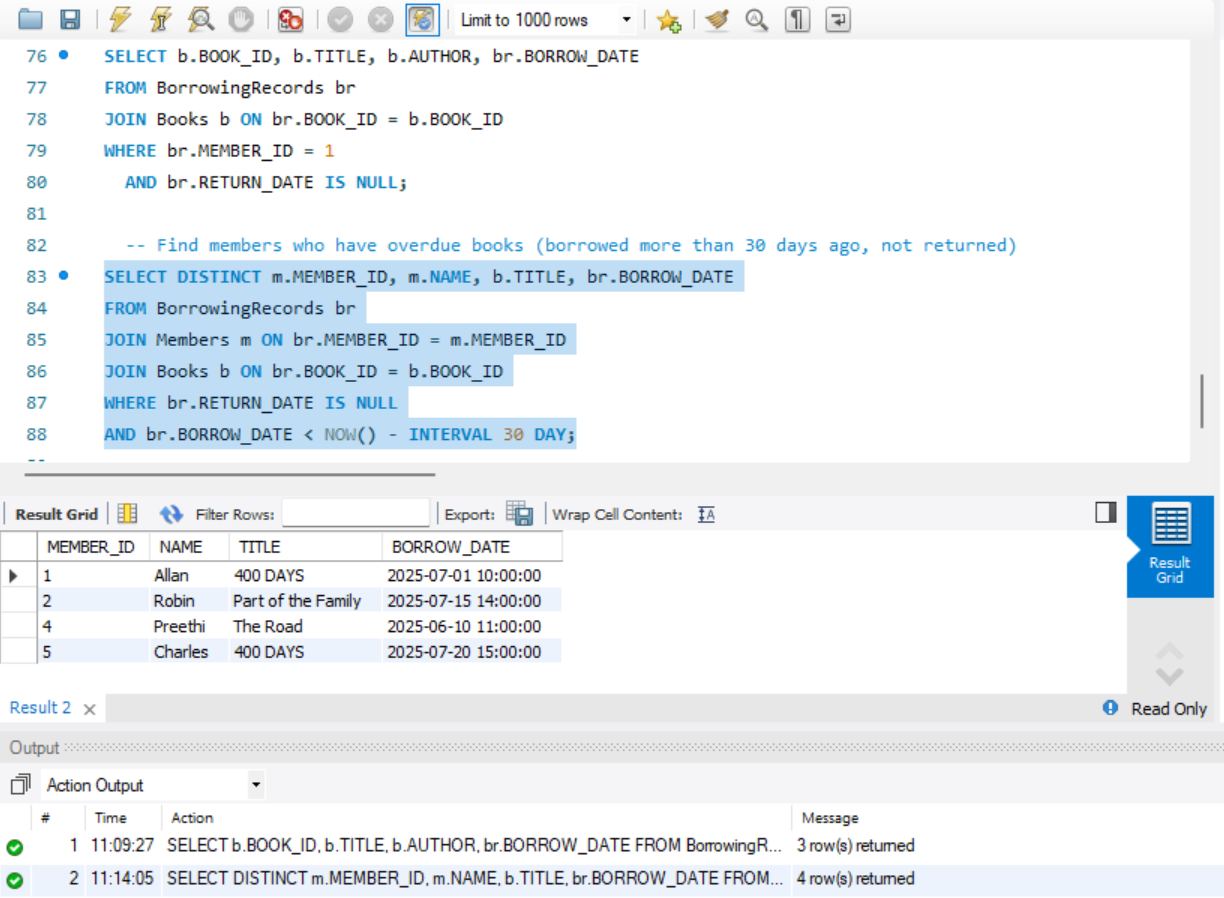 Limit to 1000 rows
76 SELECT b.BOOK_ID, b.TITLE, b.AUTHOR, br.BORROW_DATE
77 FROM BorrowingRecords br
78 JOIN Books b ON br.BOOK_ID = b.BOOK_ID
79 WHERE br.MEMBER_ID = 1
80 AND br.RETURN_DATE IS NULL;
81
82 -- Find members who have overdue books (borrowed more than 30 days ago, not returned)
83 SELECT DISTINCT m.MEMBER_ID, m.NAME, b.TITLE, br.BORROW_DATE
84 FROM BorrowingRecords br
85 JOIN Members m ON br.MEMBER_ID = m.MEMBER_ID
86 JOIN Books b ON br.BOOK_ID = b.BOOK_ID
87 WHERE br.RETURN_DATE IS NULL
88 AND br.BORROW_DATE < NOW() - INTERVAL 30 DAY;
Result Grid Filter Rows: Export: Wrap Cell Content: IA
MEMBER_ID NAME TITLE BORROW_DATE
1 Allan 400 DAYS 2025-07-01 10:00:00
2 Robin Part of the Family 2025-07-15 14:00:00
4 Preethi The Road 2025-06-10 11:00:00
5 Charles 400 DAYS 2025-07-20 15:00:00
Result
Grid
Result 2 Read Only
Output
Action Output
# Time Action Message
1 11:09:27 SELECT b.BOOK_ID, b.TITLE, b.AUTHOR, br.BORROW_DATE FROM BorrowingR... 3 row(s) returned
2 11:14:05 SELECT DISTINCT m.MEMBER_ID, m.NAME, b.TITLE, br.BORROW_DATE FROM... 4 row(s) returned